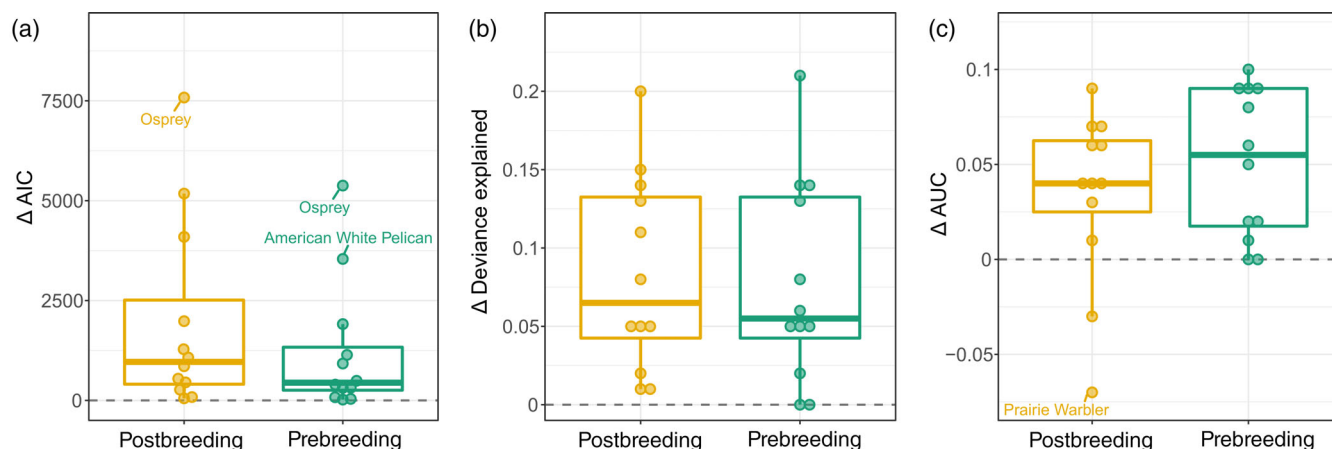 (a)
Δ AIC
7500
5000
2500
0
Osprey
Osprey
American White Pelican
Postbreeding
Prebreeding
(b)
Δ Deviance explained
0.2
0.15
0.1
0.05
0
Postbreeding
Prebreeding
(c)
Δ AUC
0.1
0.05
0
−0.05
Prairie Warbler
Postbreeding
Prebreeding